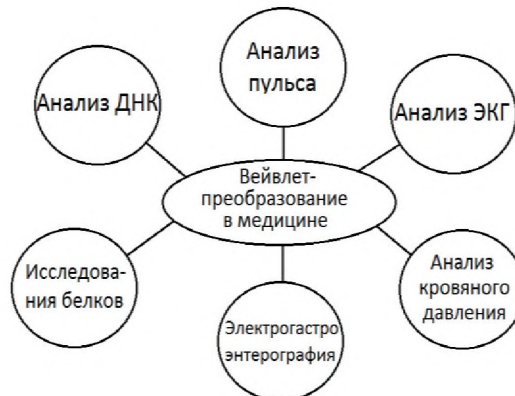 Анализ
пульса
Анализ ДНК
Анализ ЭКГ
Вейвлет-
преобразование
в медицине
Исследова-
ния белков
Анализ
кровяного
давления
Электрогастро
энтерография